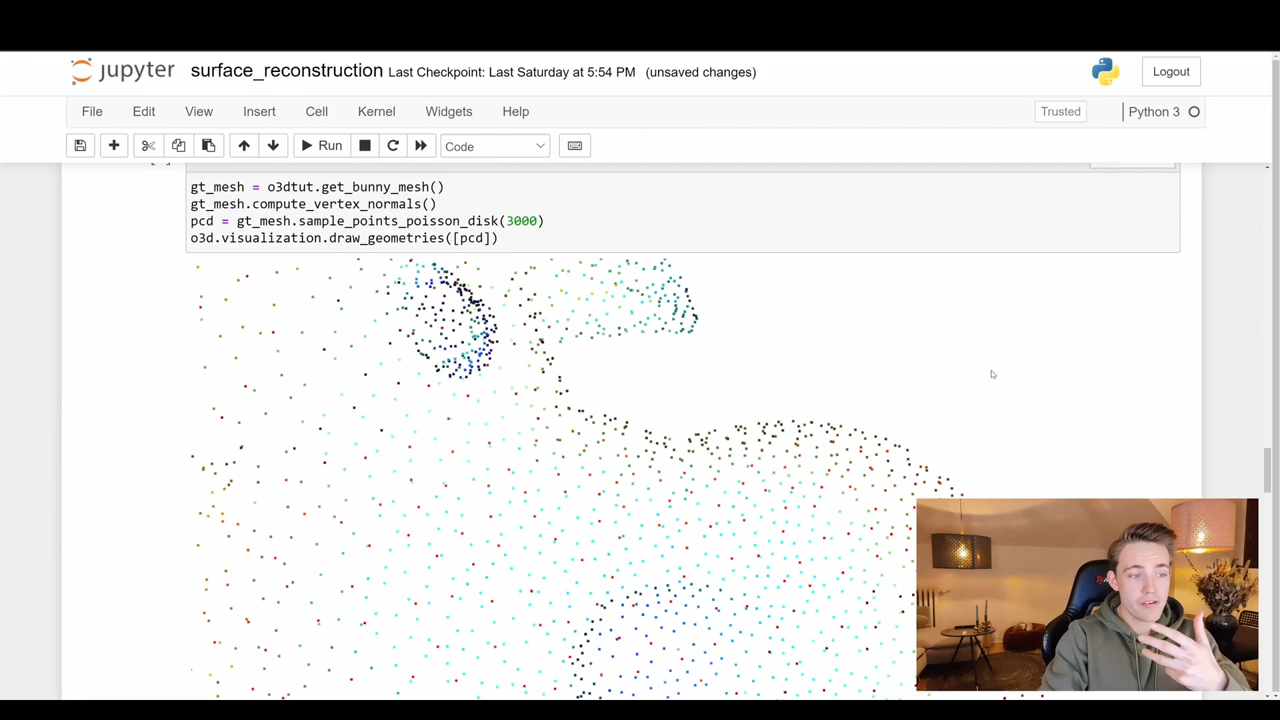 jupyter surface_reconstruction Last Checkpoint: Last Saturday at 5:54 PM (unsaved changes) Logout
File Edit View Insert Cell Kernel Widgets Help Trusted Python 3
Run Code
gt_mesh = o3dtut.get_bunny_mesh()
gt_mesh.compute_vertex_normals()
pcd = gt_mesh.sample_points_poisson_disk(3000)
o3d.visualization.draw_geometries([pcd])